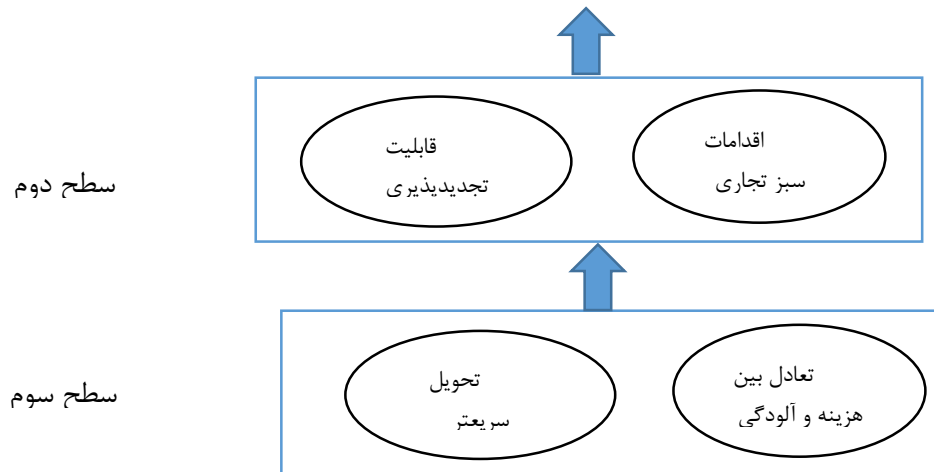 اقدامات
سبز تجاری
قابلیت
تجدیدپذیری
سطح دوم
تعادل بین
هزینه و آلودگی
تحویل
سریعتر
سطح سوم